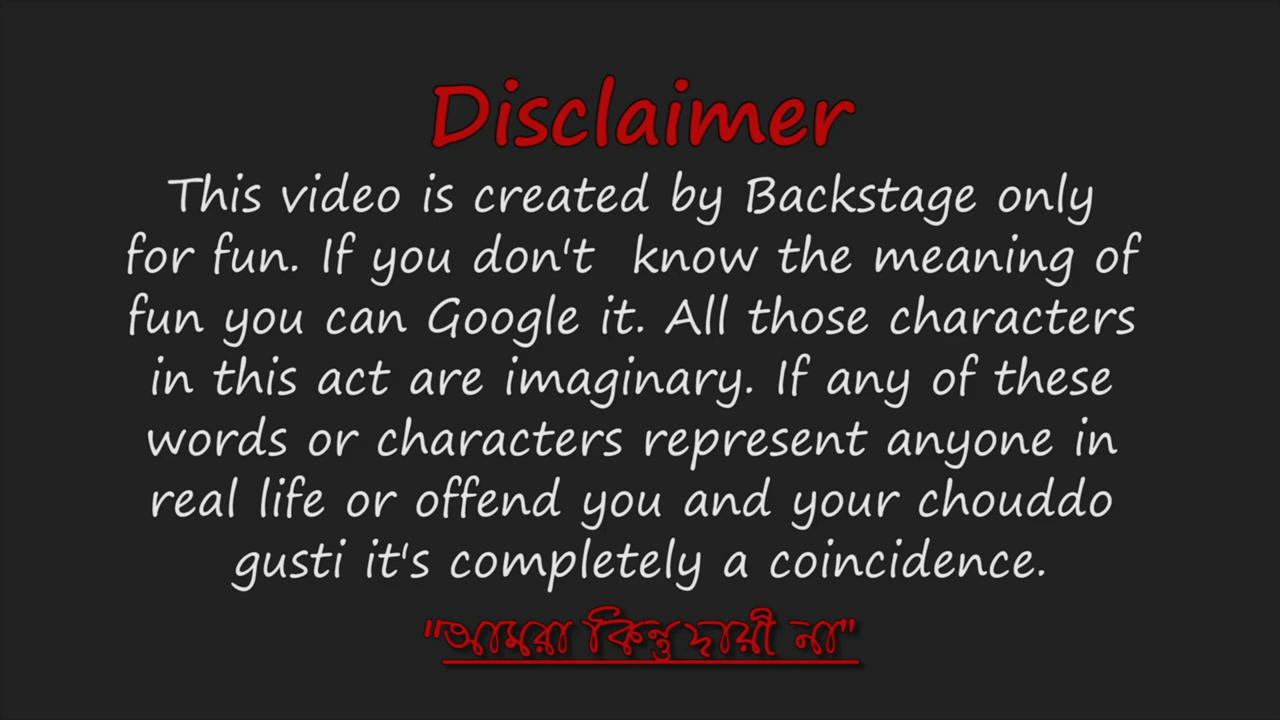 Disclaimer
This video is created by Backstage only
for fun. If you don't  know the meaning of
fun you can Google it. All those characters
in this act are imaginary. If any of these
words or characters represent anyone in
real life or offend you and your chouddo
gusti it's completely a coincidence.
"আমরা কিন্তু দায়ী না"